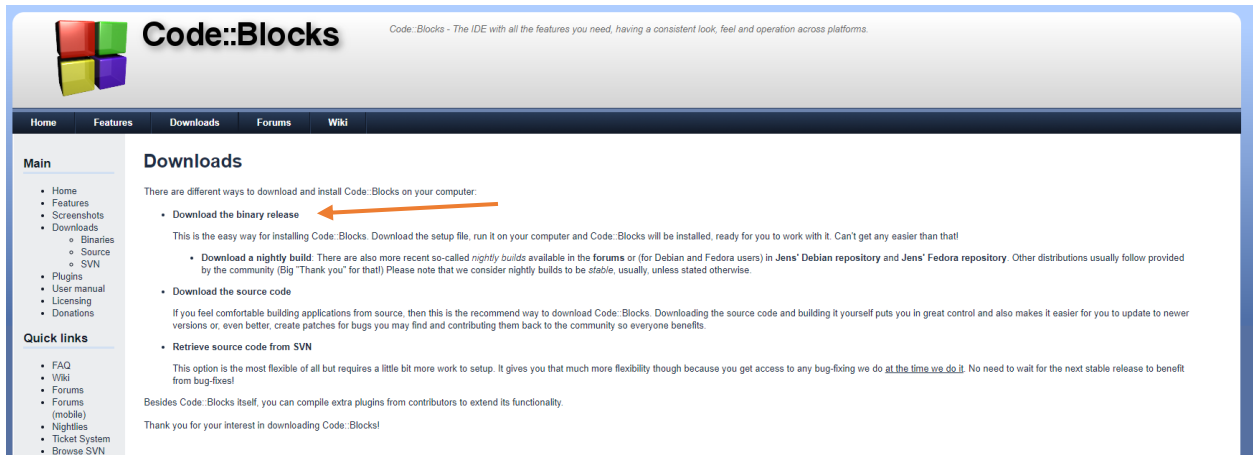 Code::Blocks
Code::Blocks - The IDE with all the features you need, having a consistent look, feel and operation across platforms.
Home Features Downloads Forums Wiki
Main
Home
Features
Screenshots
Downloads
Binaries
Source
SVN
Plugins
User manual
Licensing
Donations
Quick links
FAQ
Wiki
Forums
Forums
(mobile)
Nightlies
Ticket System
Browse SVN
Downloads
There are different ways to download and install Code::Blocks on your computer:
Download the binary release
This is the easy way for installing Code::Blocks. Download the setup file, run it on your computer and Code::Blocks will be installed, ready for you to work with it. Can't get any easier than that!
Download a nightly build: There are also more recent so-called nightly builds available in the forums or (for Debian and Fedora users) in Jens' Debian repository and Jens' Fedora repository. Other distributions usually follow provided
by the community (Big "Thank you" for that!) Please note that we consider nightly builds to be stable, usually, unless stated otherwise.
Download the source code
If you feel comfortable building applications from source, then this is the recommend way to download Code::Blocks. Downloading the source code and building it yourself puts you in great control and also makes it easier for you to update to newer
versions or, even better, create patches for bugs you may find and contributing them back to the community so everyone benefits.
Retrieve source code from SVN
This option is the most flexible of all but requires a little bit more work to setup. It gives you that much more flexibility though because you get access to any bug-fixing we do at the time we do it. No need to wait for the next stable release to benefit
from bug-fixes!
Besides Code::Blocks itself, you can compile extra plugins from contributors to extend its functionality.
Thank you for your interest in downloading Code::Blocks!